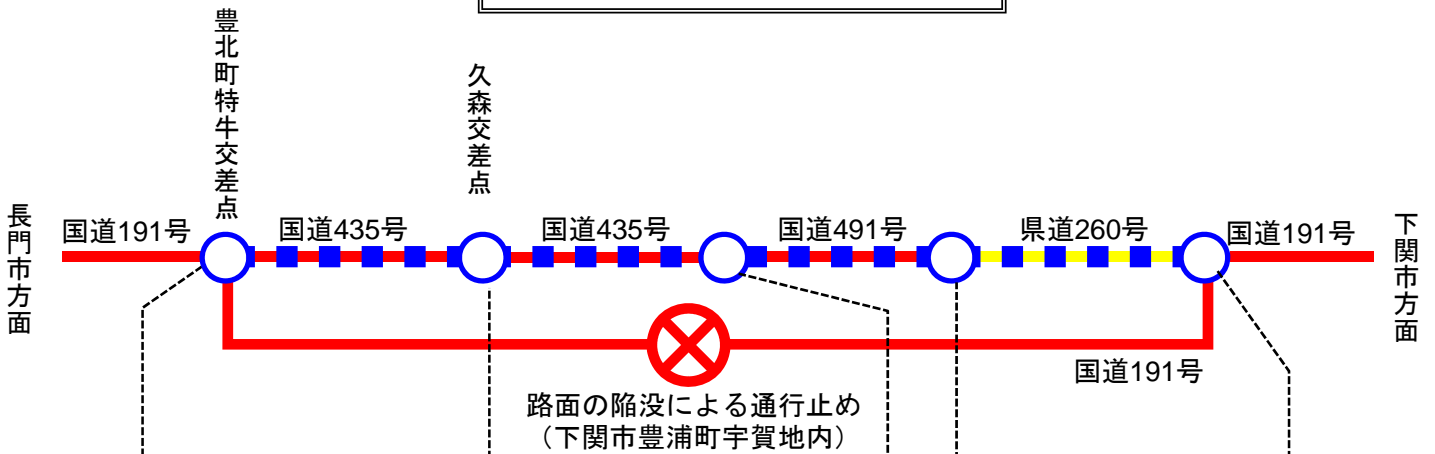 豊北町特牛交差点
久森交差点
長門市方面
国道191号
国道435号
国道435号
国道491号
県道260号
国道191号
下関市方面
国道191号
路面の陥没による通行止め
（下関市豊浦町宇賀地内）